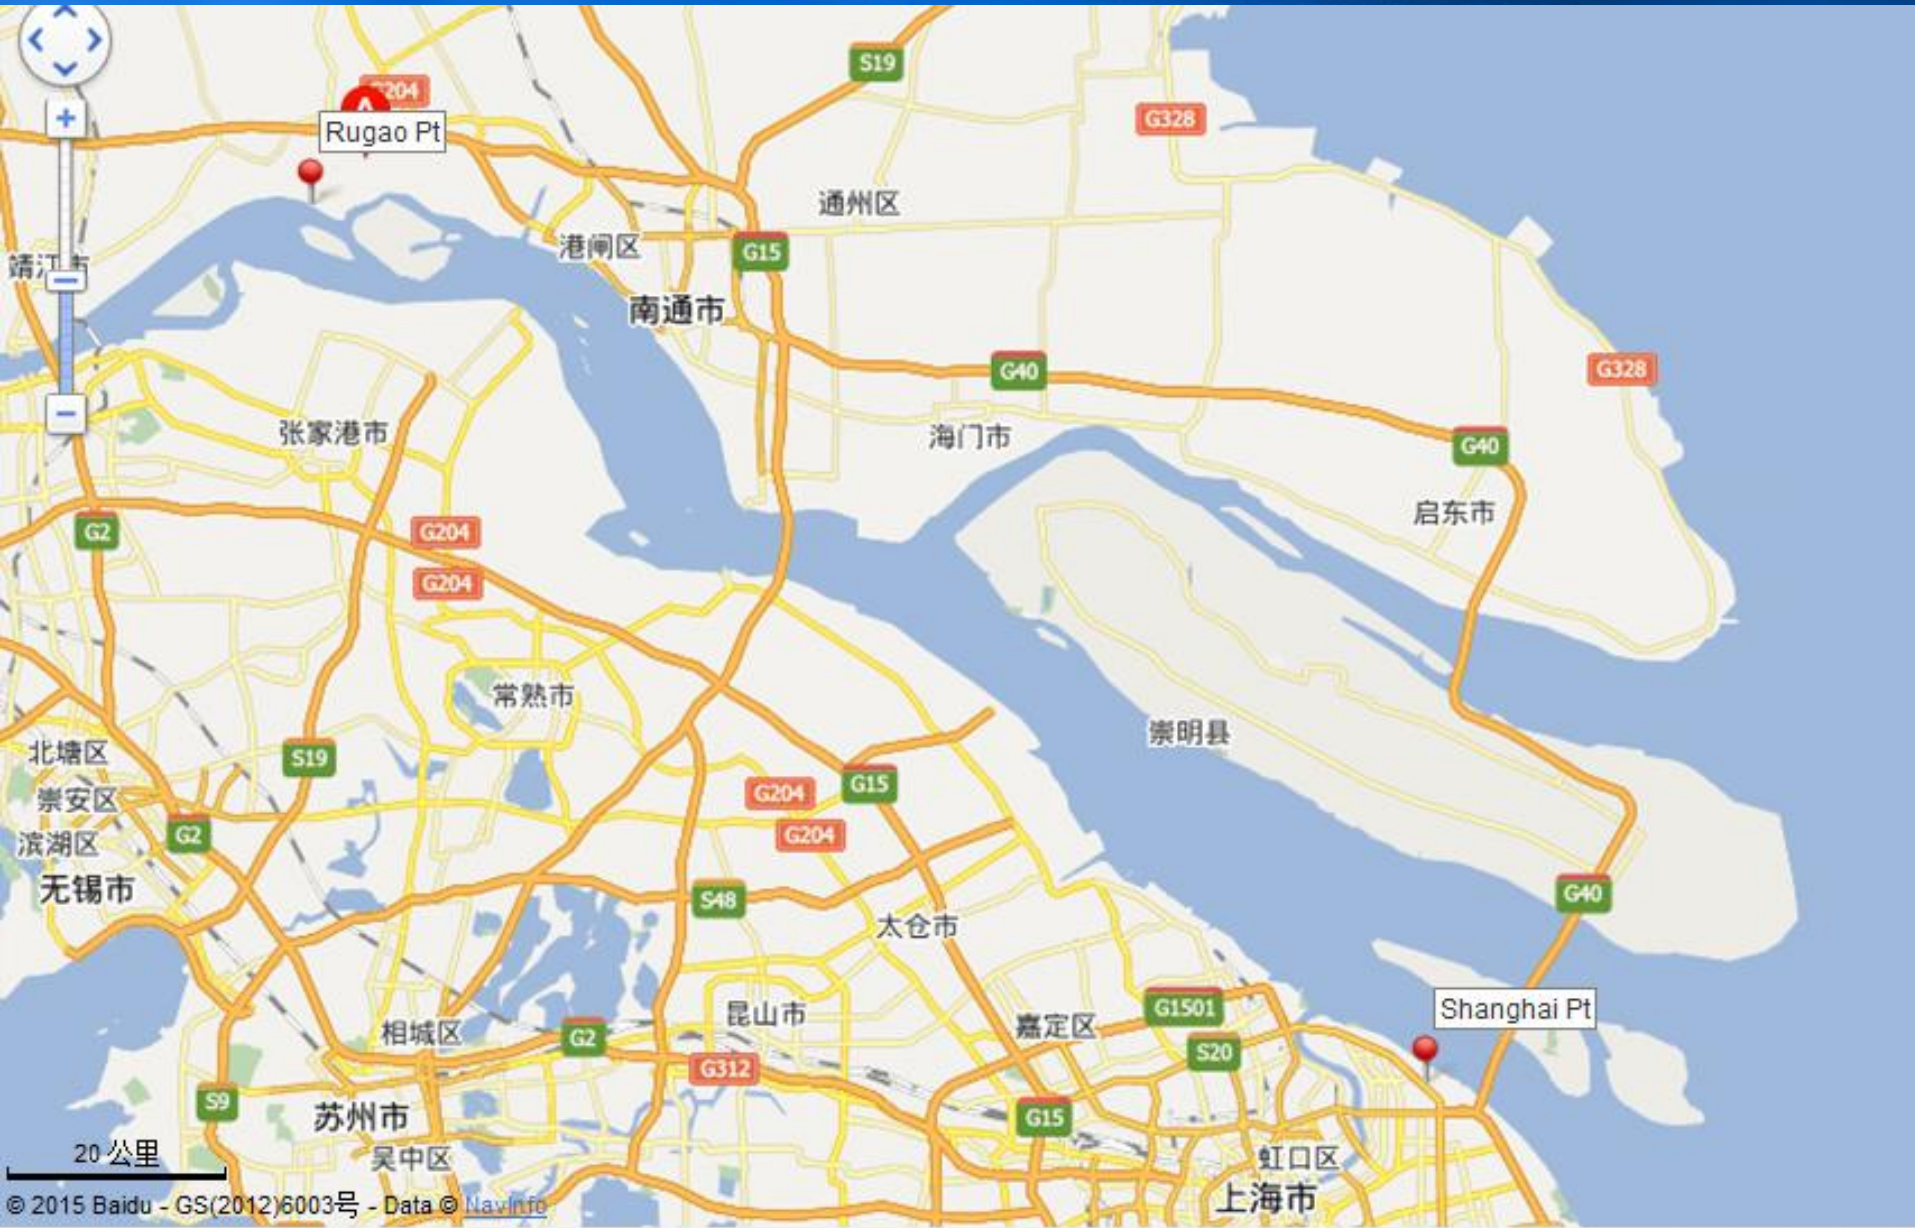 S19
G204
G328
A
Rugao Pt
通州区
港闸区
G15
靖江市
南通市
G40
G328
张家港市
海门市
G40
启东市
G2
G204
G204
常熟市
崇明县
北塘区
S19
崇安区
G204
G15
G2
G204
滨湖区
无锡市
S48
G40
太仓市
昆山市
嘉定区
G1501
Shanghai Pt
相城区
G2
S20
G312
S9
苏州市
G15
20 公里
吴中区
虹口区
上海市
© 2015 Baidu - GS(2012)6003号 - Data © NavInfo